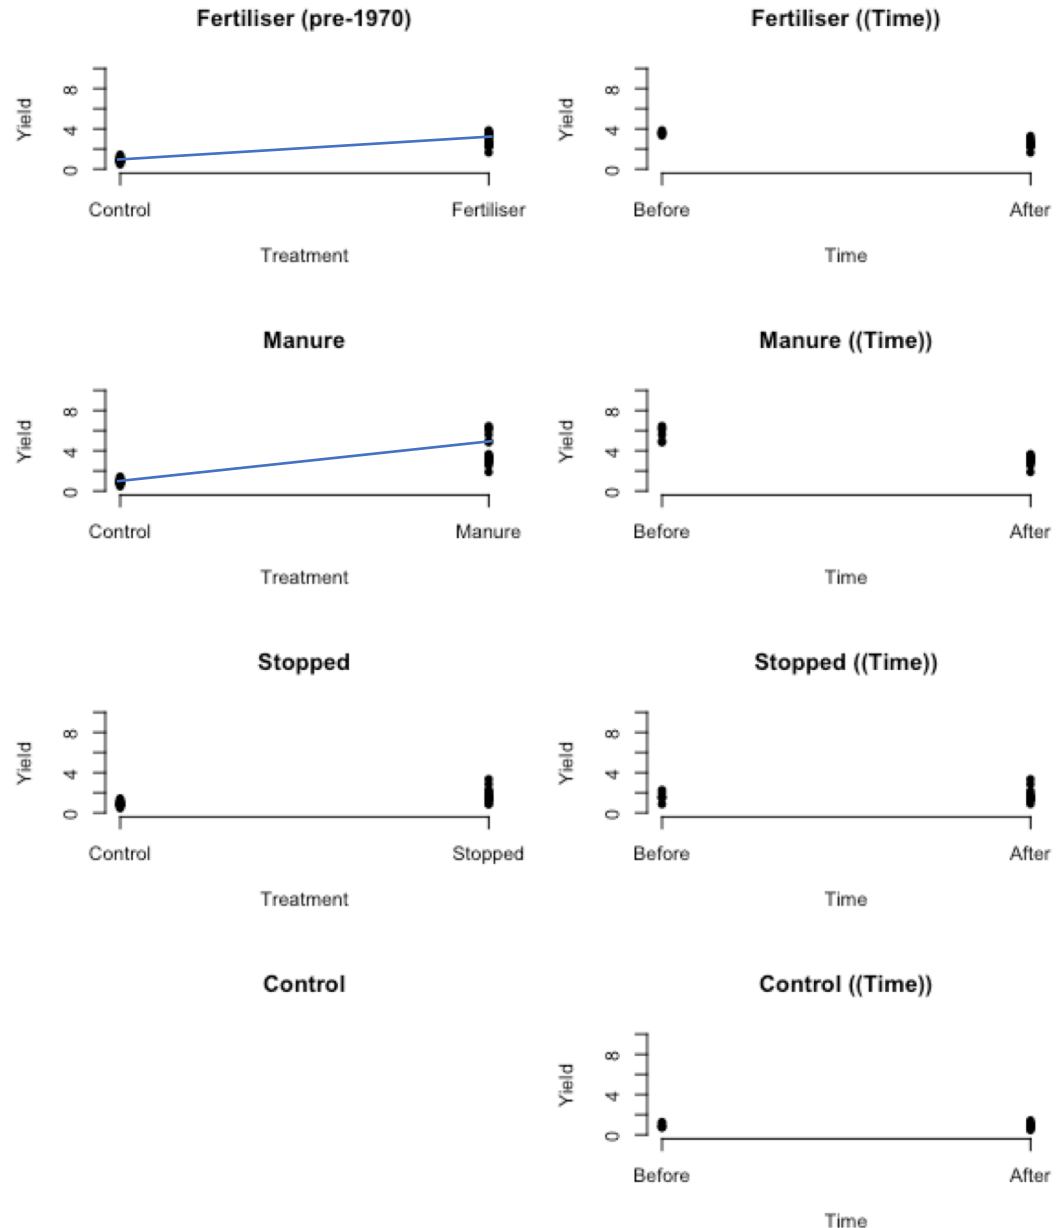 Fertiliser (pre-1970)
Yield
0 4 8
Control Fertiliser
Treatment
Fertiliser ((Time))
Yield
0 4 8
Before After
Time
Manure
Yield
0 4 8
Control Manure
Treatment
Manure ((Time))
Yield
0 4 8
Before After
Time
Stopped
Yield
0 4 8
Control Stopped
Treatment
Stopped ((Time))
Yield
0 4 8
Before After
Time
Control
Control ((Time))
Yield
0 4 8
Before After
Time